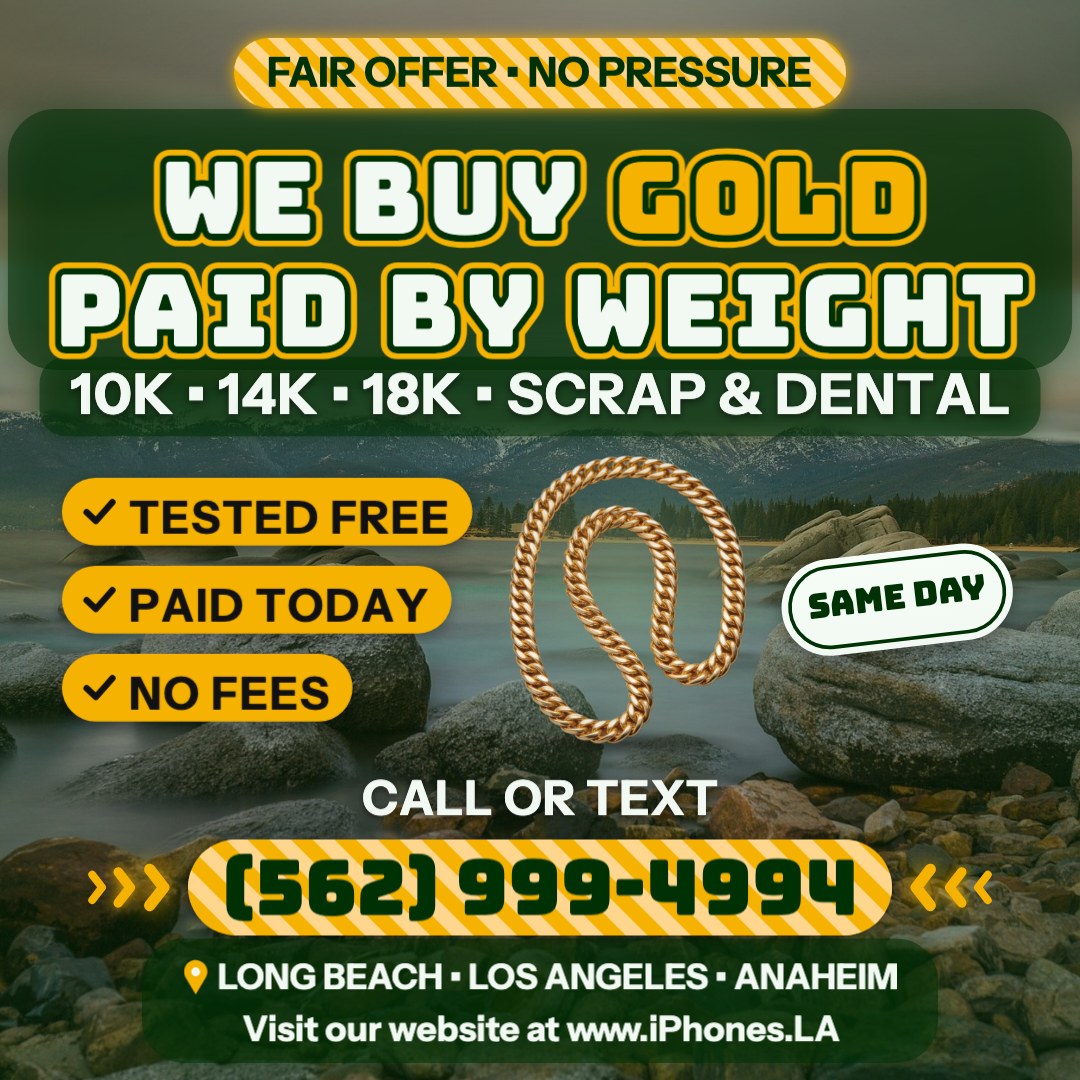 FAIR OFFER ▪ NO PRESSURE
WE BUY GOLD
PAID BY WEIGHT
10K ▪ 14K ▪ 18K ▪ SCRAP & DENTAL
✓ TESTED FREE
✓ PAID TODAY
✓ NO FEES
SAME DAY
CALL OR TEXT
(562) 999-4994
LONG BEACH ▪ LOS ANGELES ▪ ANAHEIM
Visit our website at www.iPhones.LA